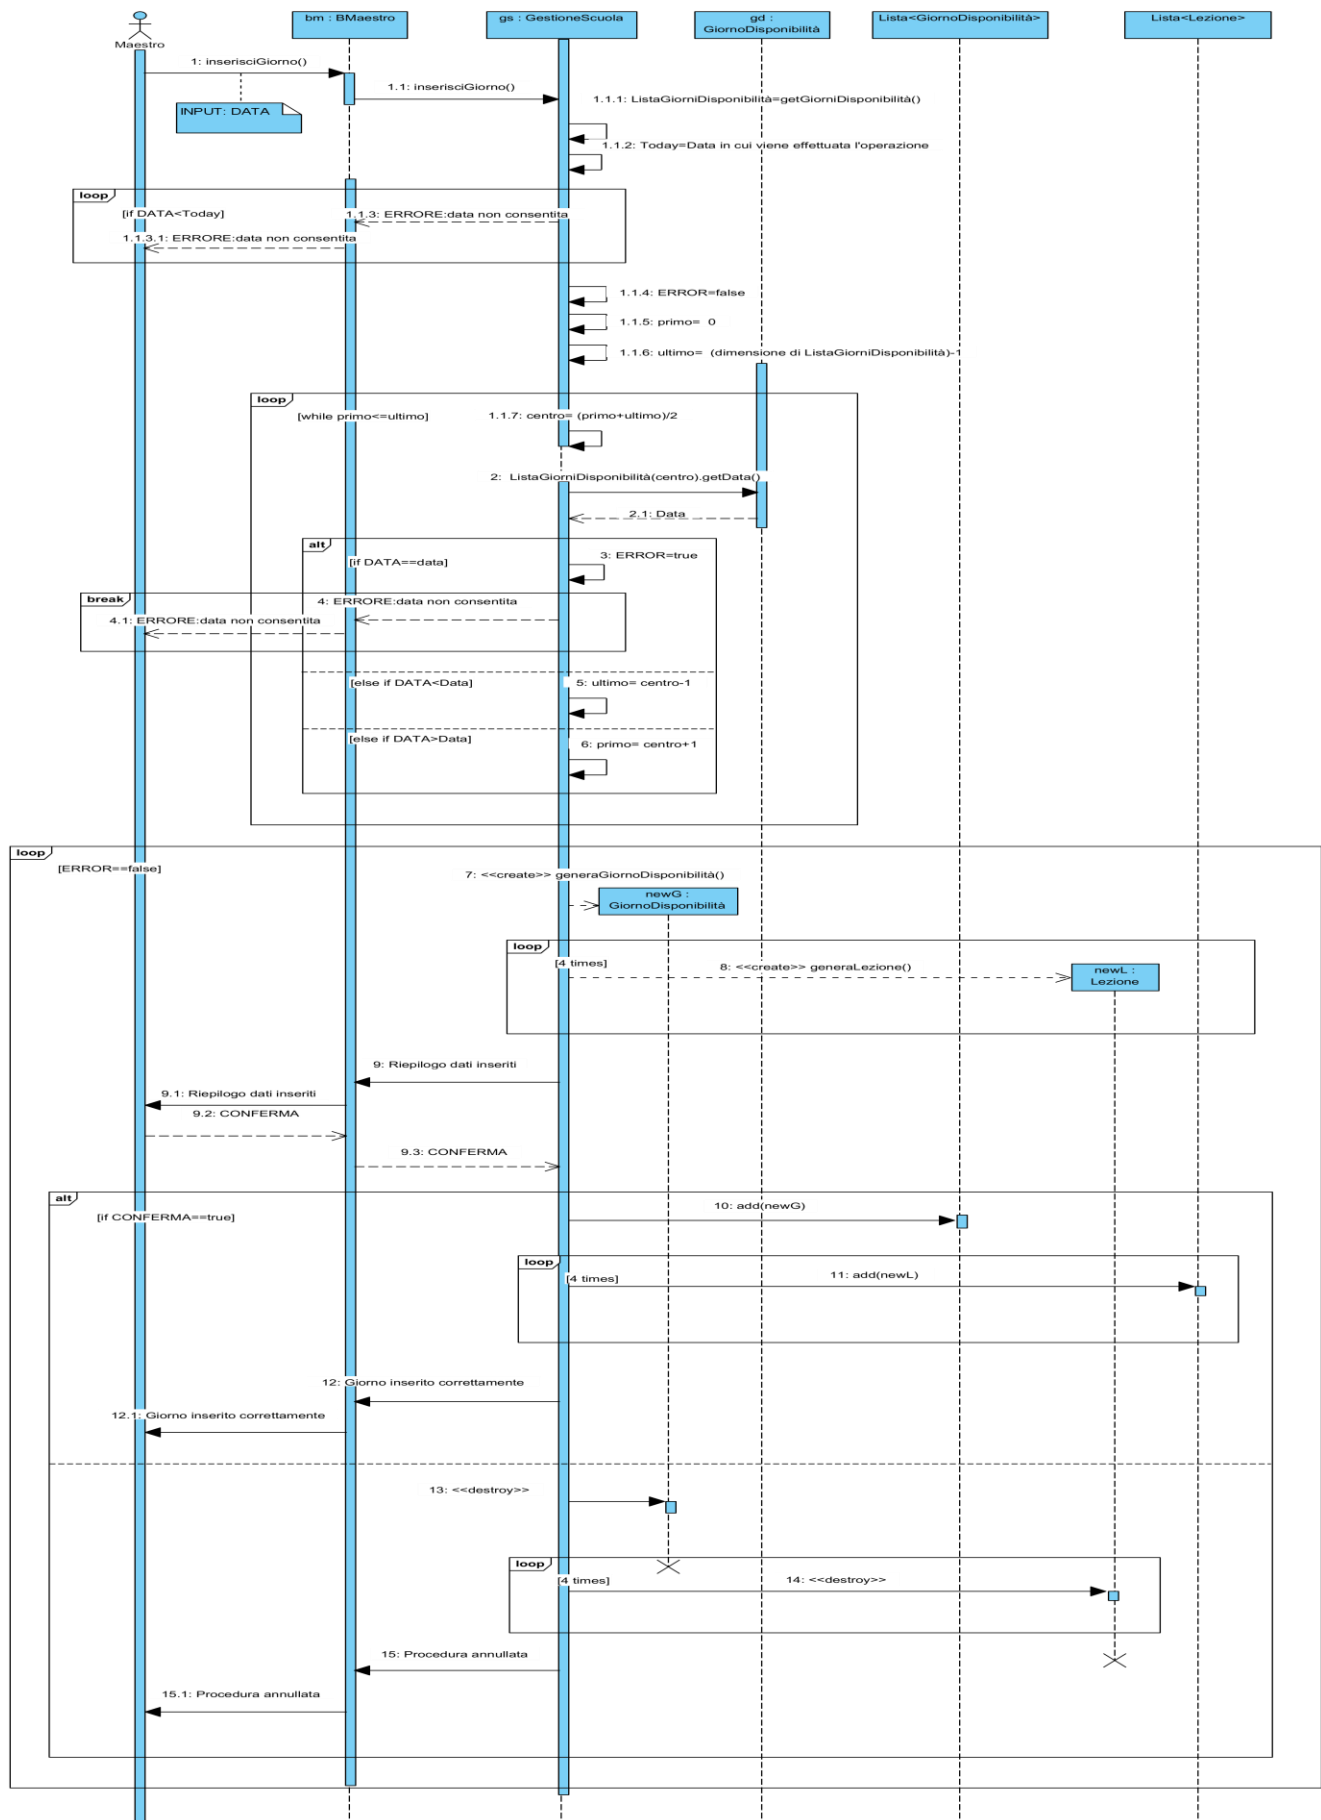 Maestro
bm : BMaestro
gs : GestioneScuola
gd :
GiornoDisponibilità
Lista<GiornoDisponibilità>
Lista<Lezione>
1: inserisciGiorno()
INPUT: DATA
1.1: inserisciGiorno()
1.1.1: ListaGiorniDisponibilità=getGiorniDisponibilità()
1.1.2: Today=Data in cui viene effettuata l'operazione
loop
[if DATA<Today]
1.1.3: ERRORE:data non consentita
1.1.3.1: ERRORE:data non consentita
1.1.4: ERROR=false
1.1.5: primo= 0
1.1.6: ultimo= (dimensione di ListaGiorniDisponibilità)-1
loop
[while primo<=ultimo]
1.1.7: centro= (primo+ultimo)/2
2: ListaGiorniDisponibilità(centro).getData()
2.1: Data
alt
[if DATA==data]
3: ERROR=true
break
4: ERRORE:data non consentita
4.1: ERRORE:data non consentita
[else if DATA<Data]
5: ultimo= centro-1
[else if DATA>Data]
6: primo= centro+1
loop
[ERROR==false]
7: <<create>> generaGiornoDisponibilità()
newG :
GiornoDisponibilità
loop
[4 times]
8: <<create>> generaLezione()
newL :
Lezione
9: Riepilogo dati inseriti
9.1: Riepilogo dati inseriti
9.2: CONFERMA
9.3: CONFERMA
alt
[if CONFERMA==true]
10: add(newG)
loop
[4 times]
11: add(newL)
12: Giorno inserito correttamente
12.1: Giorno inserito correttamente
13: <<destroy>>
loop
[4 times]
14: <<destroy>>
15: Procedura annullata
15.1: Procedura annullata